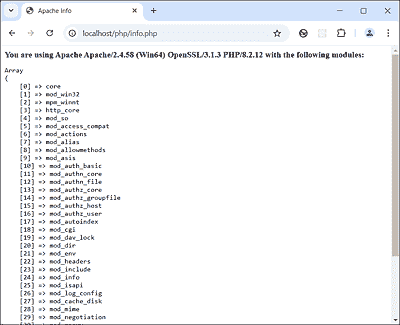 Apache Info
localhost/php/info.php
You are using Apache Apache/2.4.58 (Win64) OpenSSL/3.1.3 PHP/8.2.12 with the following modules:
Array
(
[0] => core
[1] => mod_win32
[2] => mpm_winnt
[3] => http_core
[4] => mod_so
[5] => mod_access_compat
[6] => mod_actions
[7] => mod_alias
[8] => mod_allowmethods
[9] => mod_asis
[10] => mod_auth_basic
[11] => mod_authn_core
[12] => mod_authn_file
[13] => mod_authz_core
[14] => mod_authz_groupfile
[15] => mod_authz_host
[16] => mod_authz_user
[17] => mod_autoindex
[18] => mod_cgi
[19] => mod_dav_lock
[20] => mod_dir
[21] => mod_env
[22] => mod_headers
[23] => mod_include
[24] => mod_info
[25] => mod_isapi
[26] => mod_log_config
[27] => mod_cache_disk
[28] => mod_mime
[29] => mod_negotiation